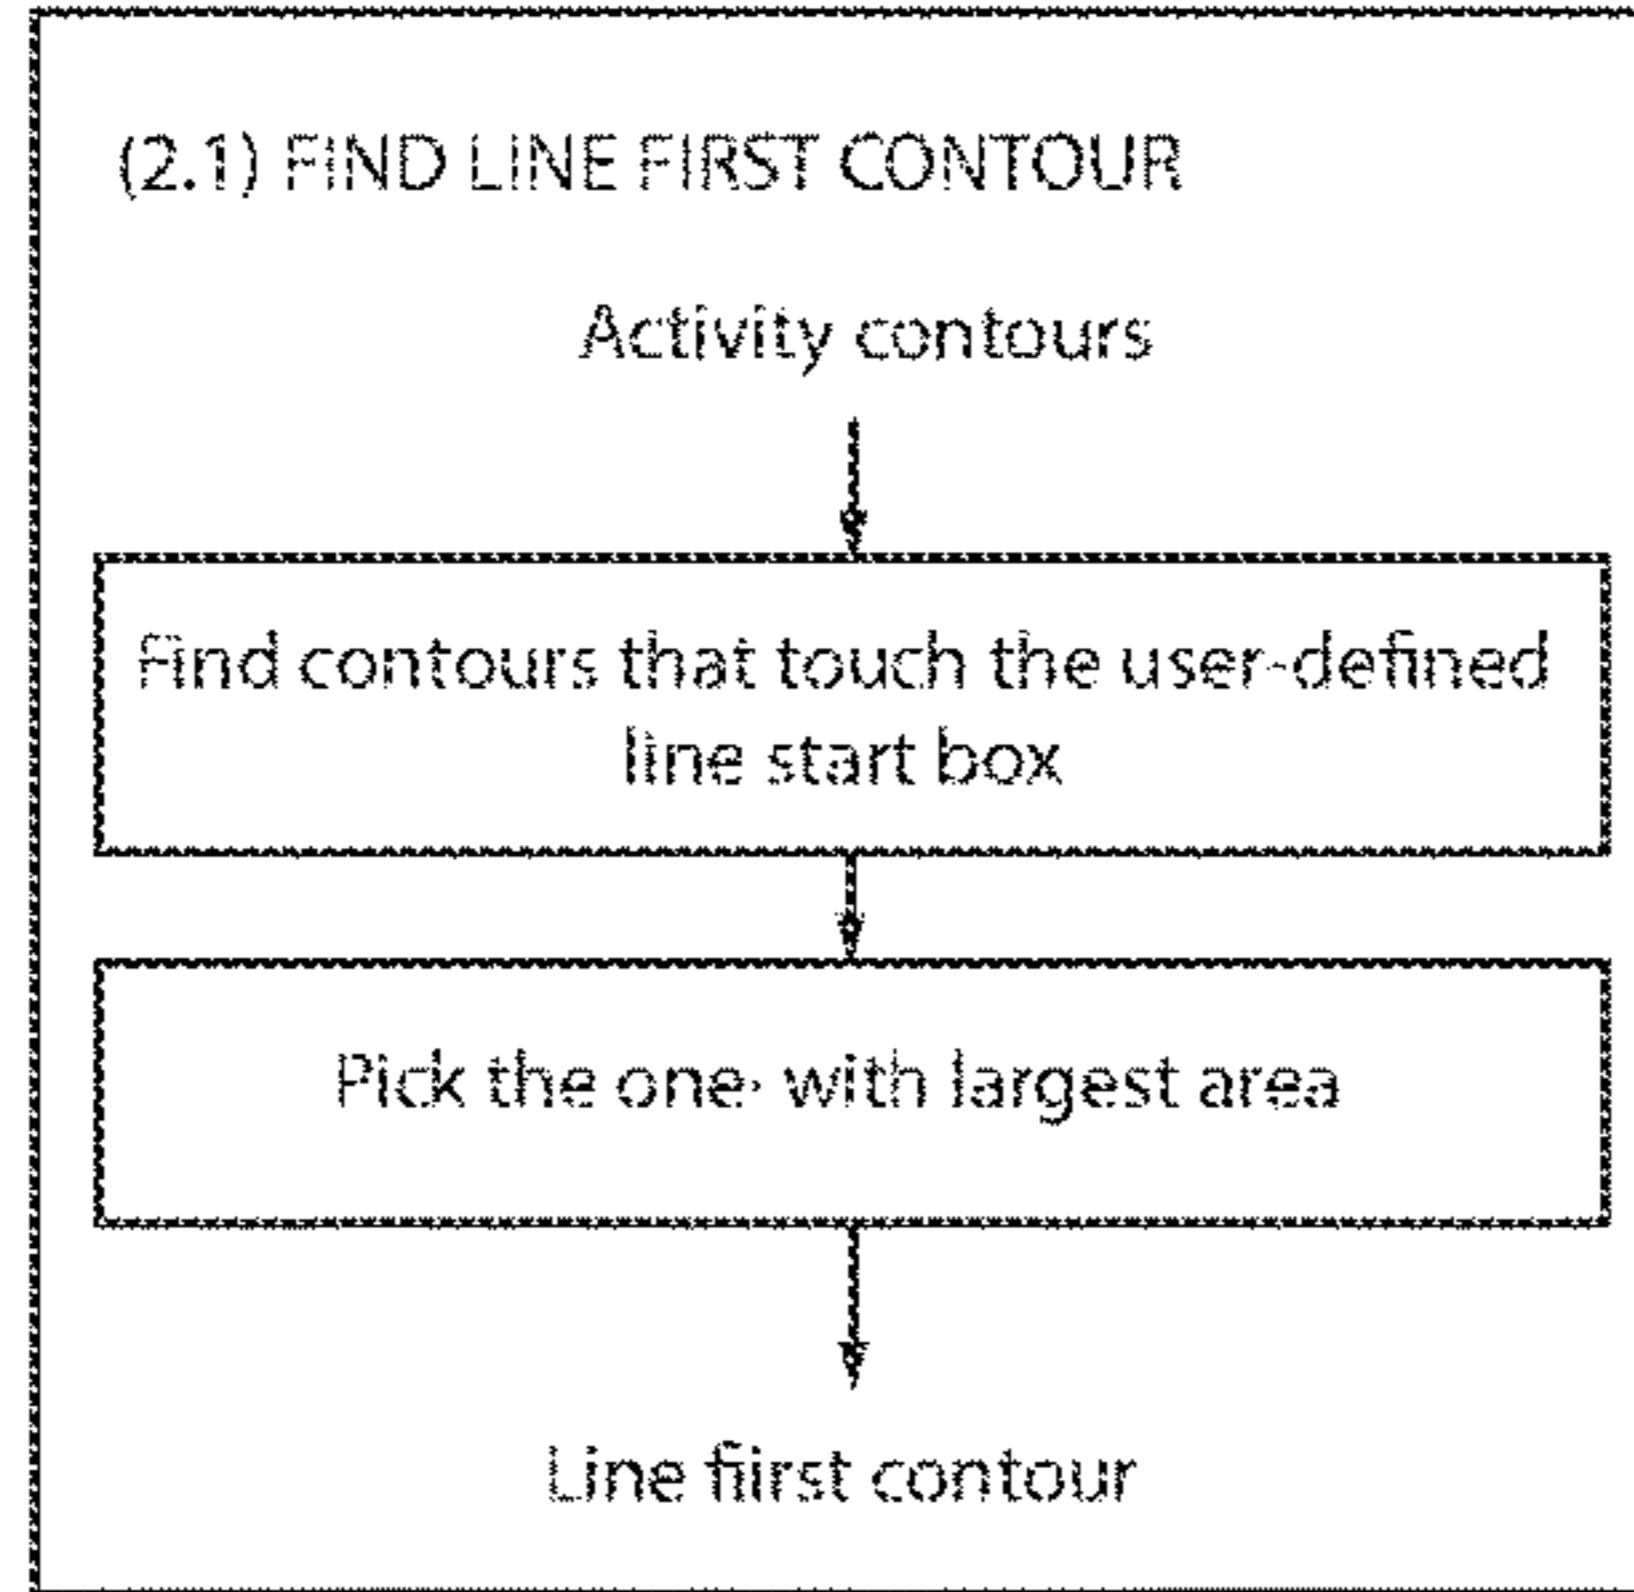 (2.1) FIND LINE FIRST CONTOUR
Activity contours
Find contours that touch the user-defined
line start box
Pick the one with largest area
Line fiirst contour